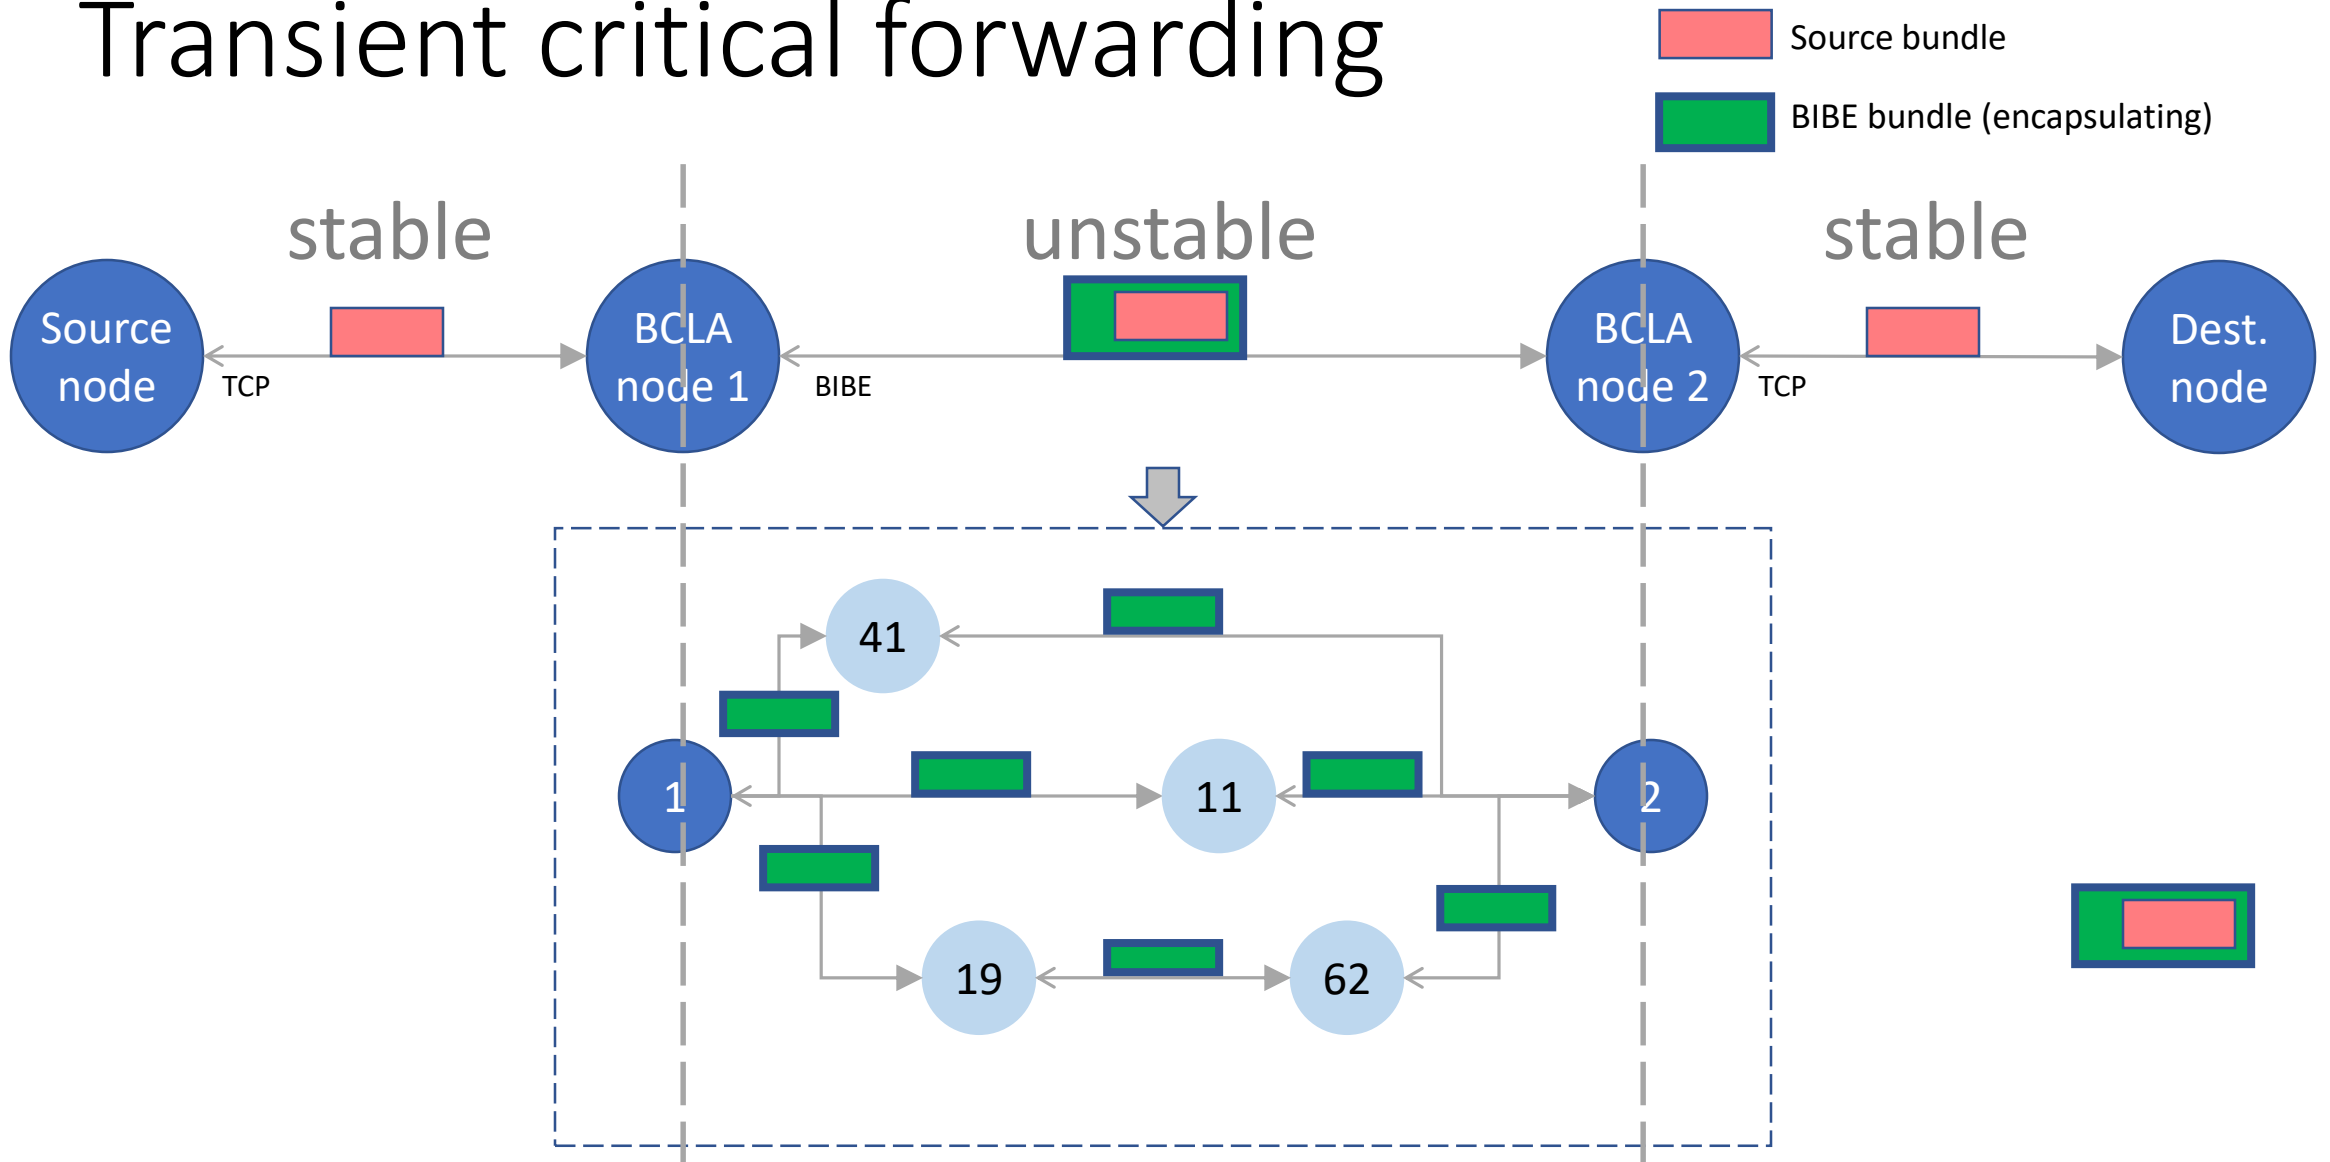 Transient critical forwarding
Source bundle
BIBE bundle (encapsulating)
stable
unstable
stable
Source
node
TCP
BCLA
node 1
BIBE
BCLA
node 2
TCP
Dest.
node
41
1
11
2
19
62